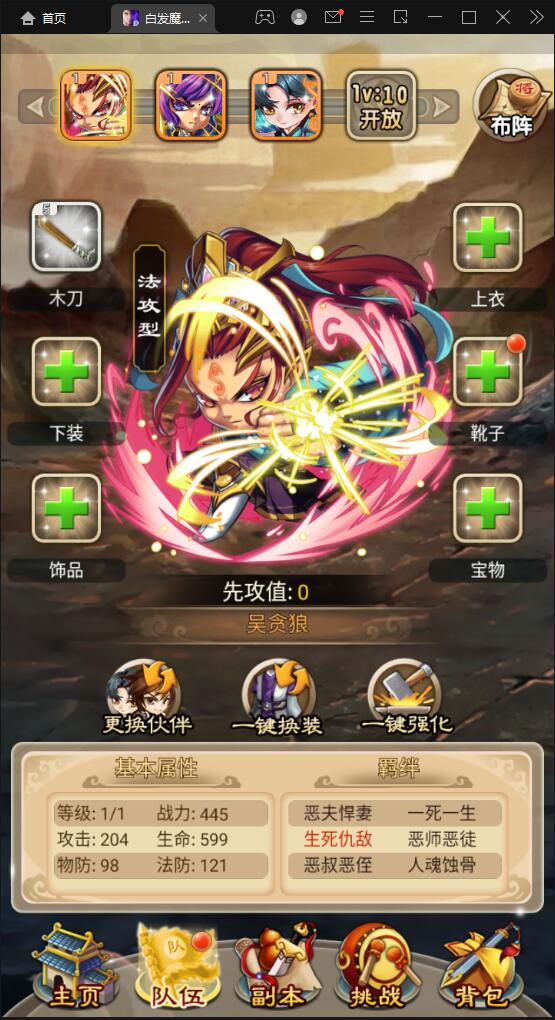 首页
白发魔...
1
1
1
lv:10
开放
将
布阵
5
木刀
上衣
法攻型
下装
靴子
饰品
宝物
先攻值: 0
吴贪狼
更换伙伴
一键换装
一键强化
基本属性
羁绊
等级: 1/1 战力: 445
攻击: 204 生命: 599
物防: 98 法防: 121
恶夫悍妻 一死一生
生死仇敌 恶师恶徒
恶叔恶侄 人魂蚀骨
队
主页
队伍
副本
挑战
背包